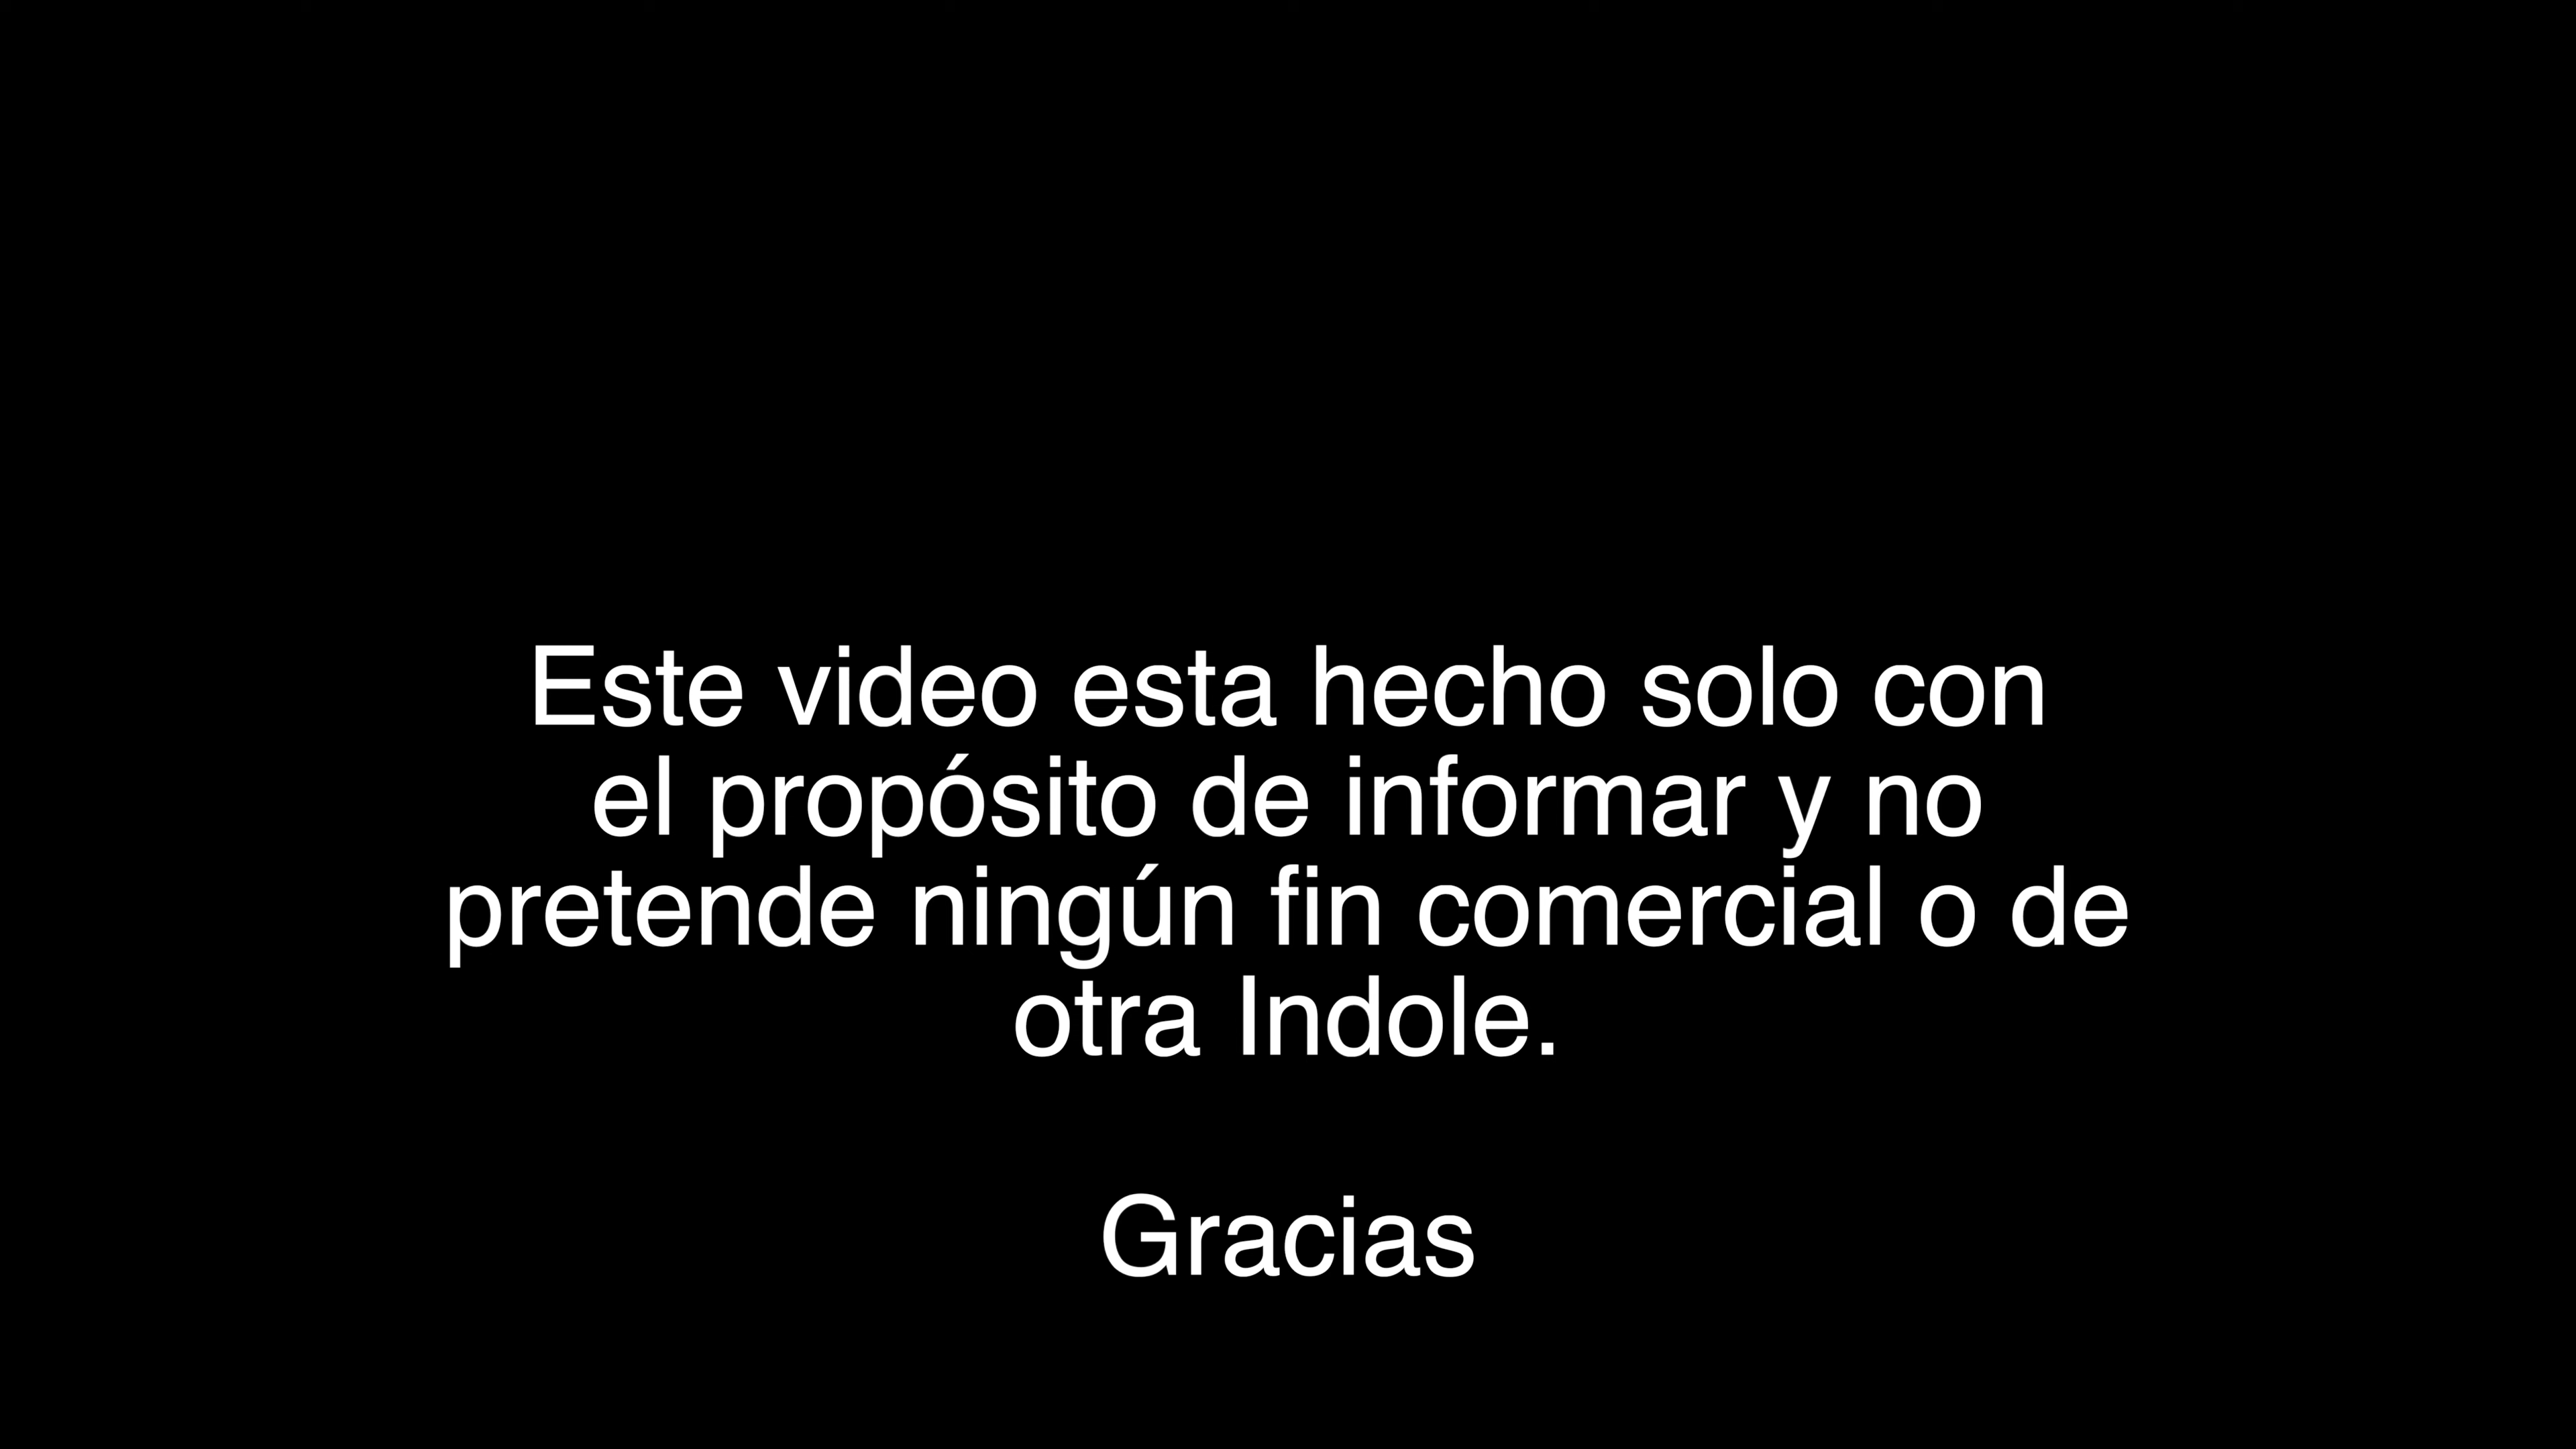 Este video esta hecho solo con
el propósito de informar y no
pretende ningún fin comercial o de
otra Indole.
Gracias